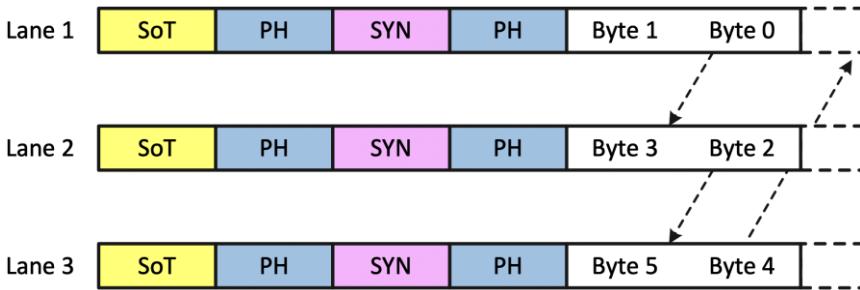 Lane 1 SoT PH SYN PH Byte 1 Byte 0
Lane 2 SoT PH SYN PH Byte 3 Byte 2
Lane 3 SoT PH SYN PH Byte 5 Byte 4